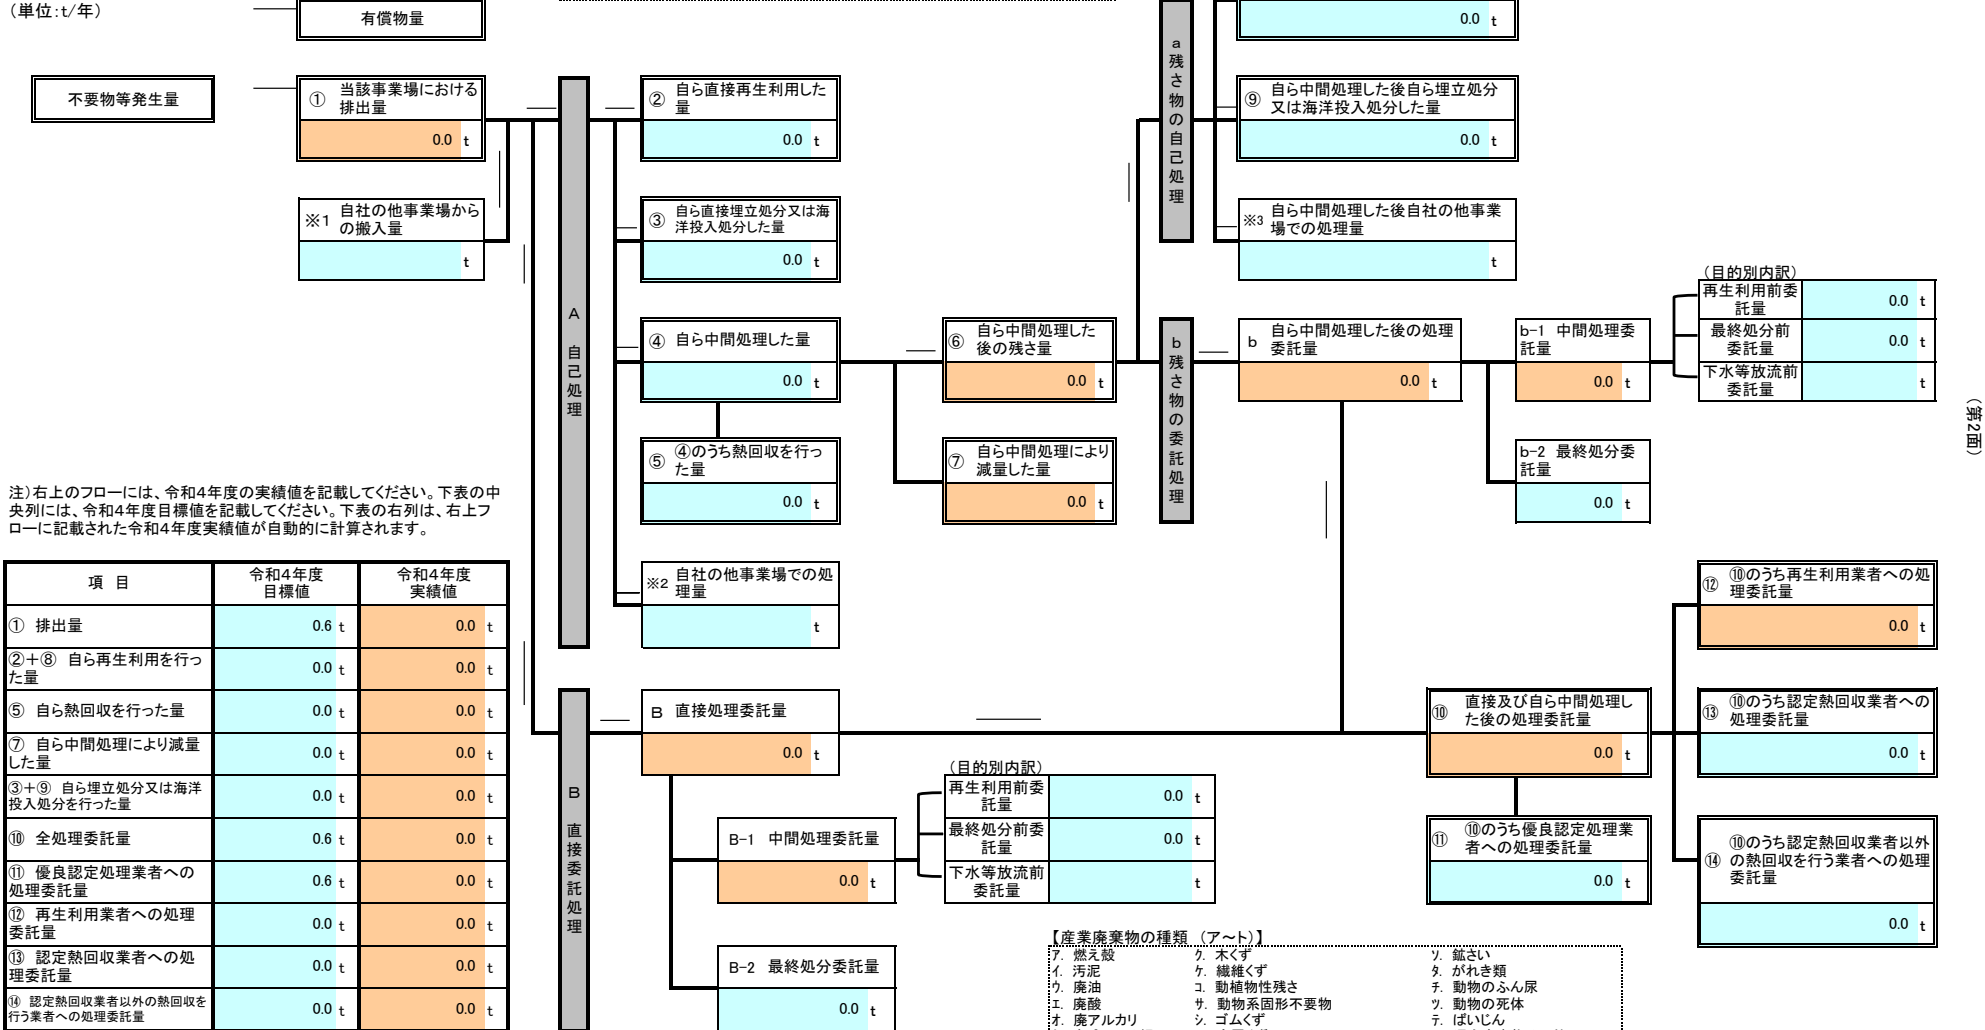 （単位:t/年）
有償物量
0.0 t
不要物等発生量
① 当該事業場における
排出量
0.0 t
※1 自社の他事業場から
の搬入量
t
A 自己処理
② 自ら直接再生利用した
量
0.0 t
③ 自ら直接埋立処分又は海
洋投入処分した量
0.0 t
④ 自ら中間処理した量
0.0 t
⑤ ④のうち熱回収を行っ
た量
0.0 t
※2 自社の他事業場での処
理量
t
⑥ 自ら中間処理した
後の残さ量
0.0 t
⑦ 自ら中間処理により
減量した量
0.0 t
a残さ物の自己処理
⑨ 自ら中間処理した後自ら埋立処分
又は海洋投入処分した量
0.0 t
※3 自ら中間処理した後自社の他事業
場での処理量
t
b残さ物の委託処理
b 自ら中間処理した後の処理
委託量
0.0 t
b-1 中間処理委
託量
0.0 t
b-2 最終処分委
託量
0.0 t
（目的別内訳）
再生利用前委
託量
0.0 t
最終処分前
委託量
0.0 t
下水等放流前
委託量
t
（第2面）
注）右上のフローには、令和4年度の実績値を記載してください。下表の中
央列には、令和4年度目標値を記載してください。下表の右列は、右上フ
ローに記載された令和4年度実績値が自動的に計算されます。
項 目 令和4年度 目標値 令和4年度 実績値
① 排出量 0.6 t 0.0 t
②＋⑧ 自ら再生利用を行っ
た量 0.0 t 0.0 t
⑤ 自ら熱回収を行った量 0.0 t 0.0 t
⑦ 自ら中間処理により減量
した量 0.0 t 0.0 t
③＋⑨ 自ら埋立処分又は海洋
投入処分を行った量 0.0 t 0.0 t
⑩ 全処理委託量 0.6 t 0.0 t
⑪ 優良認定処理業者への
処理委託量 0.6 t 0.0 t
⑫ 再生利用業者への処理
委託量 0.0 t 0.0 t
⑬ 認定熱回収業者への処
理委託量 0.0 t 0.0 t
⑭ 認定熱回収業者以外の熱回収を
行う業者への処理委託量 0.0 t 0.0 t
B 直接委託処理
B 直接処理委託量
0.0 t
B-1 中間処理委託量
0.0 t
B-2 最終処分委託量
0.0 t
（目的別内訳）
再生利用前委
託量
0.0 t
最終処分前委
託量
0.0 t
下水等放流前
委託量
t
⑩ 直接及び自ら中間処理し
た後の処理委託量
0.0 t
⑪ ⑩のうち優良認定処理業
者への処理委託量
0.0 t
⑫ ⑩のうち再生利用業者への処
理委託量
0.0 t
⑬ ⑩のうち認定熱回収業者への
処理委託量
0.0 t
⑭ ⑩のうち認定熱回収業者以外
の熱回収を行う業者への処理
委託量
0.0 t
【産業廃棄物の種類 （ア～ト）】
ア. 燃え殻 ク. 木くず ソ. 鉱さい
イ. 汚泥 ケ. 繊維くず タ. がれき類
ウ. 廃油 コ. 動植物性残さ チ. 動物のふん尿
エ. 廃酸 サ. 動物系固形不要物 ツ. 動物の死体
オ. 廃アルカリ シ. ゴムくず テ. ばいじん